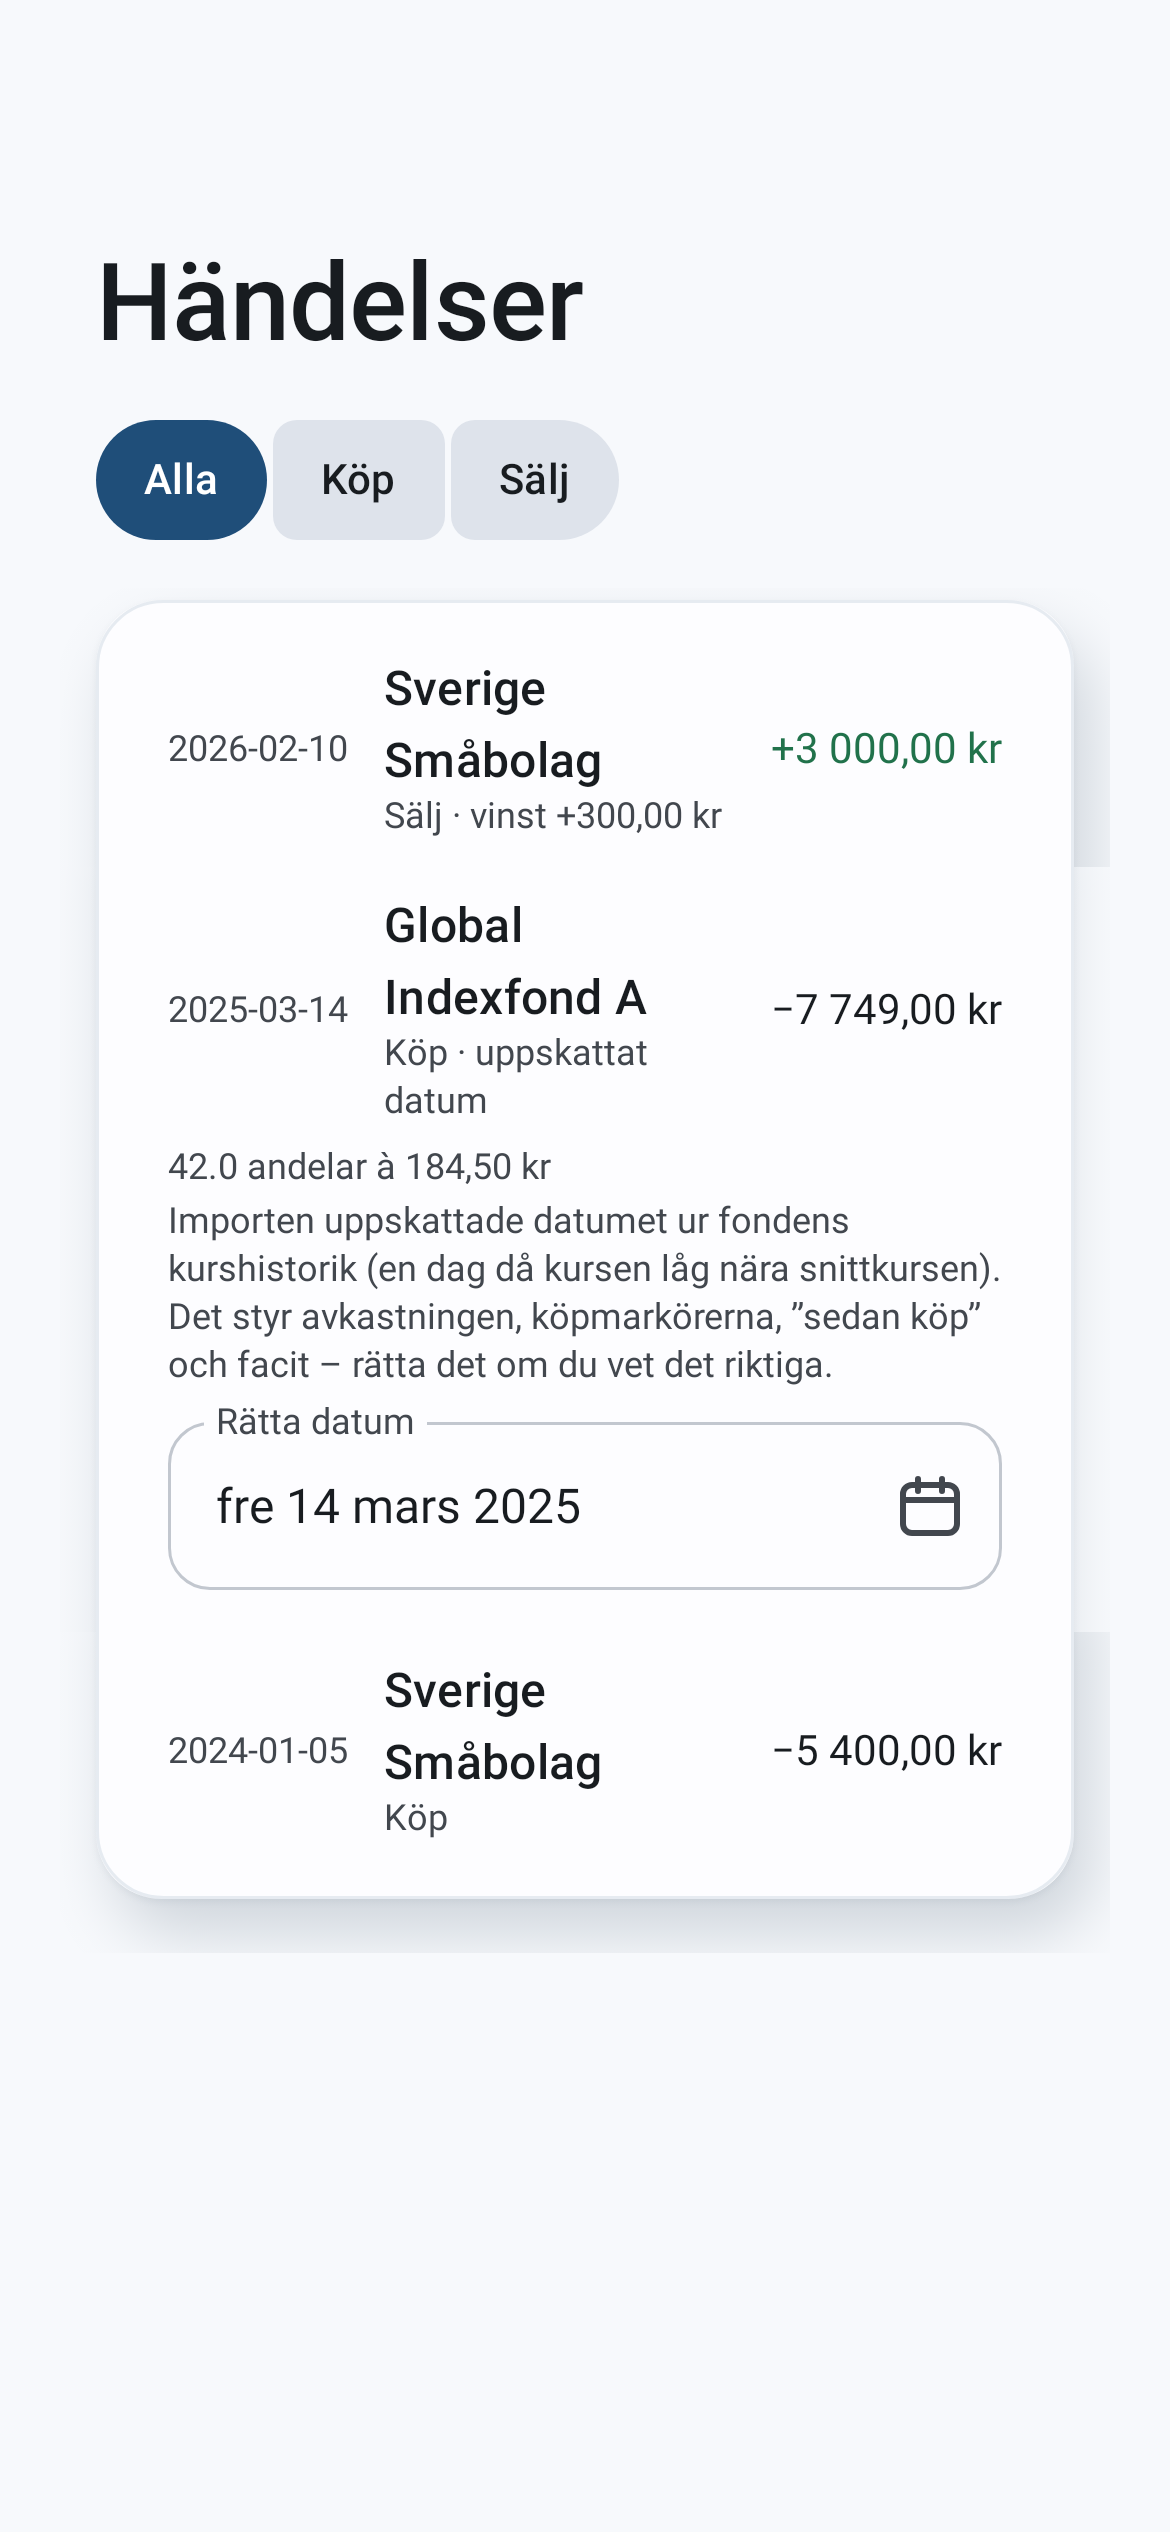 Händelser
Alla Köp Sälj
Sverige
Småbolag
2026-02-10
+3 000,00 kr
Sälj · vinst +300,00 kr
Global
Indexfond A
2025-03-14
−7 749,00 kr
Köp · uppskattat
datum
42.0 andelar à 184,50 kr
Importen uppskattade datumet ur fondens
kurshistorik (en dag då kursen låg nära snittkursen).
Det styr avkastningen, köpmarkörerna, ”sedan köp”
och facit – rätta det om du vet det riktiga.
Rätta datum
fre 14 mars 2025
Sverige
Småbolag
2024-01-05
−5 400,00 kr
Köp